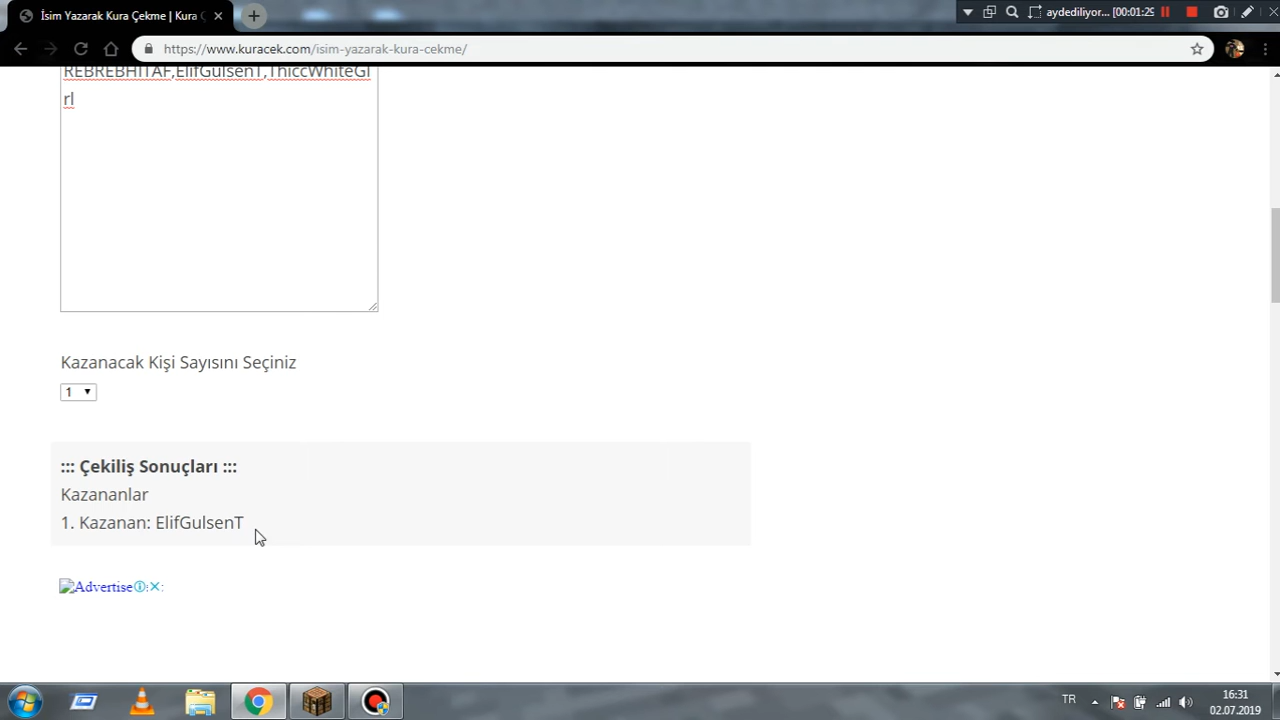 İsim Yazarak Kura Çekme | Kura Ç
aydediliyor... [00:01:29]
https://www.kuracek.com/isim-yazarak-kura-cekme/
REBREBHITAF,ElifGulsenT,ThiccWhiteGi
rl
Kazanacak Kişi Sayısını Seçiniz
1
::: Çekiliş Sonuçları :::
Kazananlar
1. Kazanan: ElifGulsenT
Advertise
TR
16:31
02.07.2019